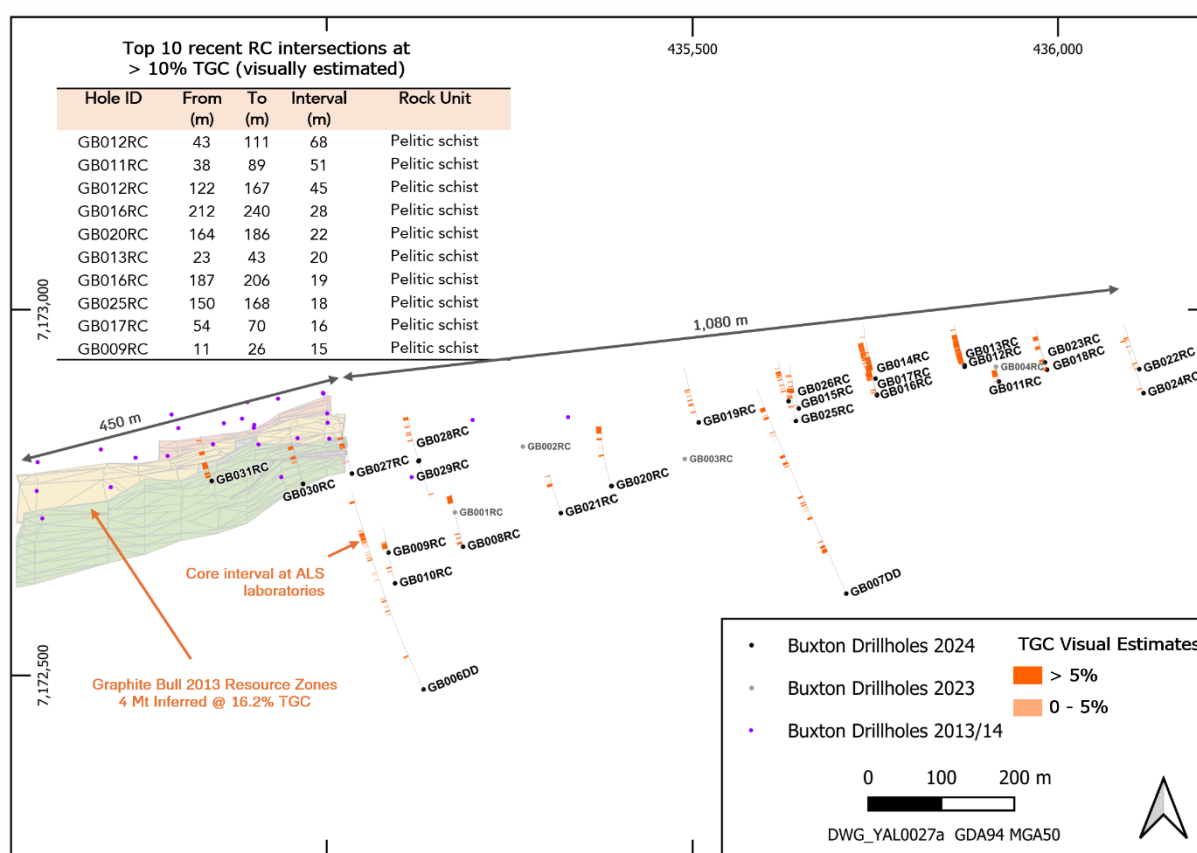 Top 10 recent RC intersections at
> 10% TGC (visually estimated)
Hole ID From To Interval Rock Unit
(m) (m) (m)
GB012RC 43 111 68 Pelitic schist
GB011RC 38 89 51 Pelitic schist
GB012RC 122 167 45 Pelitic schist
GB016RC 212 240 28 Pelitic schist
GB020RC 164 186 22 Pelitic schist
GB013RC 23 43 20 Pelitic schist
GB016RC 187 206 19 Pelitic schist
GB025RC 150 168 18 Pelitic schist
GB017RC 54 70 16 Pelitic schist
GB009RC 11 26 15 Pelitic schist
435,500
436,000
7,173,000
7,172,500
450 m
1,080 m
GB013RC
GB012RC
GB023RC
GB014RC
GB004RC
GB018RC
GB022RC
GB017RC
GB011RC
GB026RC
GB016RC
GB024RC
GB015RC
GB025RC
GB019RC
GB028RC
GB002RC
GB003RC
GB031RC
GB027RC
GB029RC
GB030RC
GB020RC
GB021RC
GB001RC
GB008RC
GB009RC
GB010RC
GB007DD
GB006DD
Core interval at ALS
laboratories
Graphite Bull 2013 Resource Zones
4 Mt Inferred @ 16.2% TGC
Buxton Drillholes 2024
Buxton Drillholes 2023
Buxton Drillholes 2013/14
TGC Visual Estimates
> 5%
0 - 5%
0 100 200 m
DWG_YAL0027a GDA94 MGA50